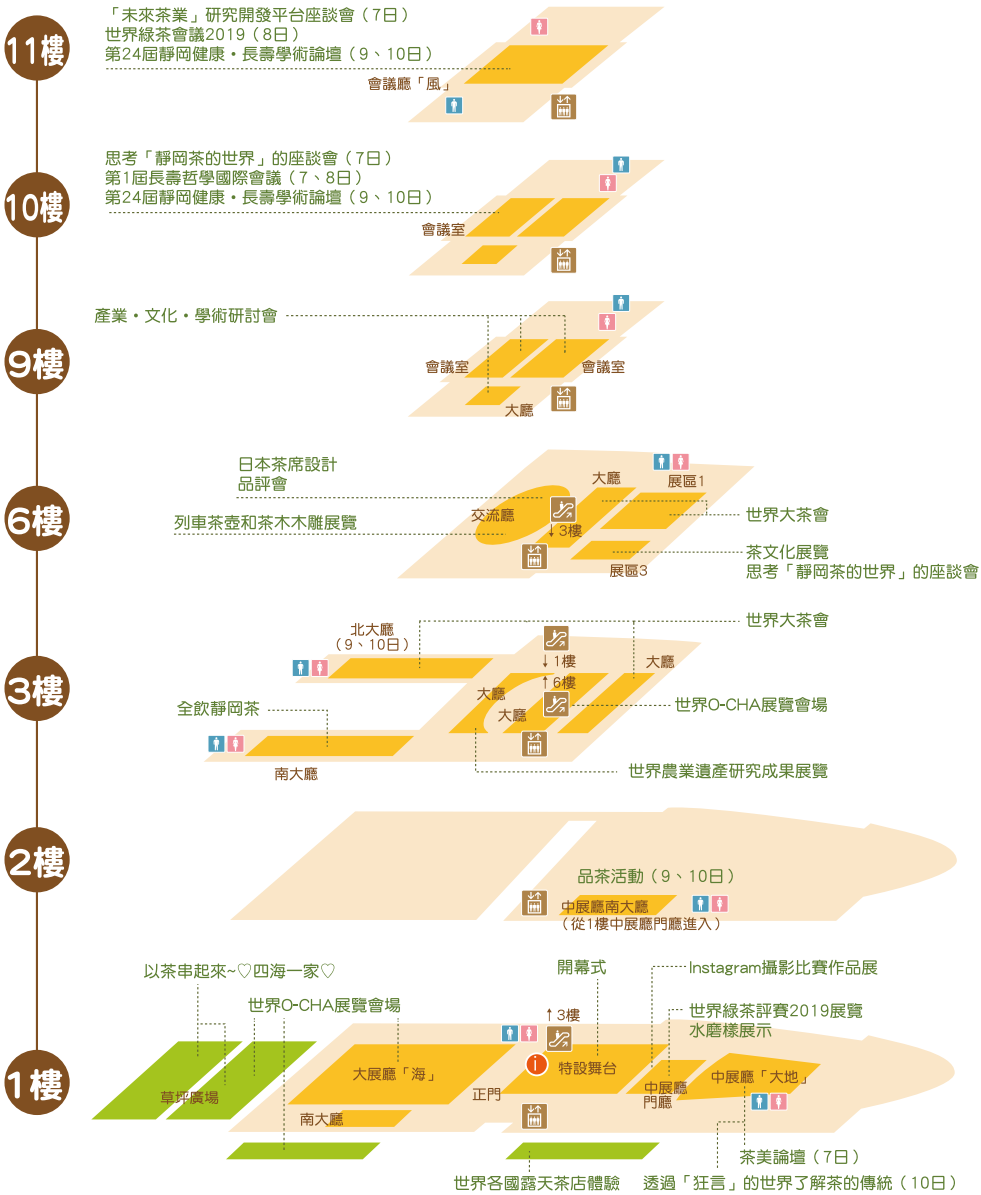 11樓
「未來茶業」研究開發平台座談會（7日）
世界綠茶會議2019（8日）
第24屆靜岡健康・長壽學術論壇（9、10日）
會議廳「風」
10樓
思考「靜岡茶的世界」的座談會（7日）
第1屆長壽哲學國際會議（7、8日）
第24屆靜岡健康・長壽學術論壇（9、10日）
會議室
9樓
產業・文化・學術研討會
會議室
會議室
大廳
6樓
日本茶席設計
品評會
列車茶壺和茶木木雕展覽
交流廳
大廳
展區1
↓3樓
展區3
世界大茶會
茶文化展覽
思考「靜岡茶的世界」的座談會
3樓
北大廳
（9、10日）
世界大茶會
↓1樓
大廳
↑6樓
大廳
大廳
世界O-CHA展覽會場
全飲靜岡茶
南大廳
世界農業遺產研究成果展覽
2樓
品茶活動（9、10日）
中展廳南大廳
（從1樓中展廳門廳進入）
1樓
以茶串起來~♡四海一家♡
世界O-CHA展覽會場
開幕式
Instagram攝影比賽作品展
世界綠茶評賽2019展覽
水磨樣展示
↑3樓
i
草坪廣場
大展廳「海」
南大廳
正門
特設舞台
中展廳
門廳
中展廳「大地」
茶美論壇（7日）
世界各國露天茶店體驗
透過「狂言」的世界了解茶的傳統（10日）